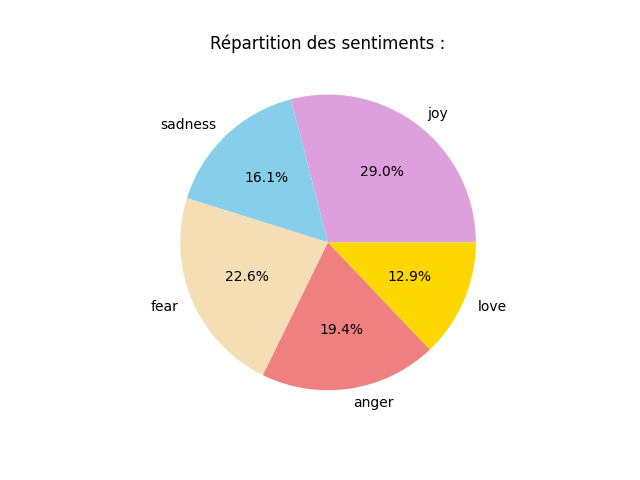 Répartition des sentiments :
joy
sadness
29.0%
16.1%
22.6%
12.9%
fear
love
19.4%
anger